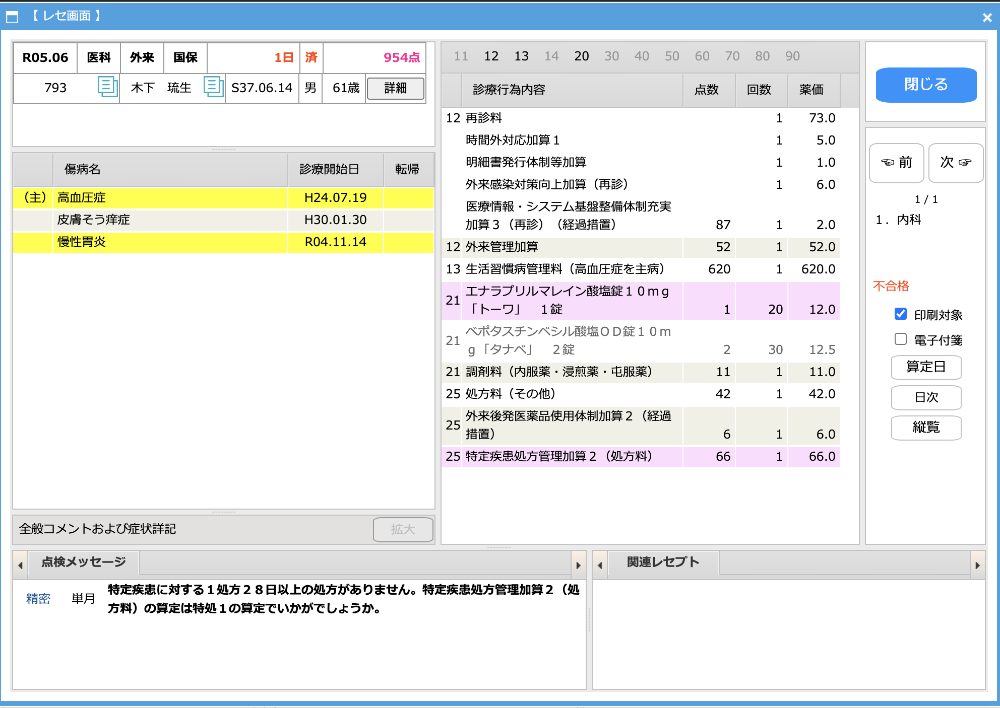 【 レセ画面 】
R05.06 医科 外来 国保 1日 済 954点
793 木下 琉生 S37.06.14 男 61歳 詳細
傷病名 診療開始日 転帰
（主） 高血圧症 H24.07.19
皮膚そう痒症 H30.01.30
慢性胃炎 R04.11.14
全般コメントおよび症状詳記 拡大
11 12 13 14 20 30 40 50 60 70 80 90
診療行為内容 点数 回数 薬価
12 再診料 1 73.0
時間外対応加算１ 1 5.0
明細書発行体制等加算 1 1.0
外来感染対策向上加算（再診） 1 6.0
医療情報・システム基盤整備体制充実
加算３（再診）（経過措置） 87 1 2.0
12 外来管理加算 52 1 52.0
13 生活習慣病管理料（高血圧症を主病） 620 1 620.0
21 エナラプリルマレイン酸塩錠１０ｍｇ
「トーワ」　１錠 1 20 12.0
21 ベポタスチンベシル酸塩ＯＤ錠１０ｍ
ｇ「タナベ」　２錠 2 30 12.5
21 調剤料（内服薬・浸煎薬・屯服薬） 11 1 11.0
25 処方料（その他） 42 1 42.0
25 外来後発医薬品使用体制加算２（経過
措置） 6 1 6.0
25 特定疾患処方管理加算２（処方料） 66 1 66.0
閉じる
☜ 前 次 ☞
1 / 1
1. 内科
不合格
印刷対象
電子付箋
算定日
日次
縦覧
点検メッセージ
精密 単月 特定疾患に対する１処方２８日以上の処方がありません。特定疾患処方管理加算２（処
方料）の算定は特処１の算定でいかがでしょうか。
関連レセプト